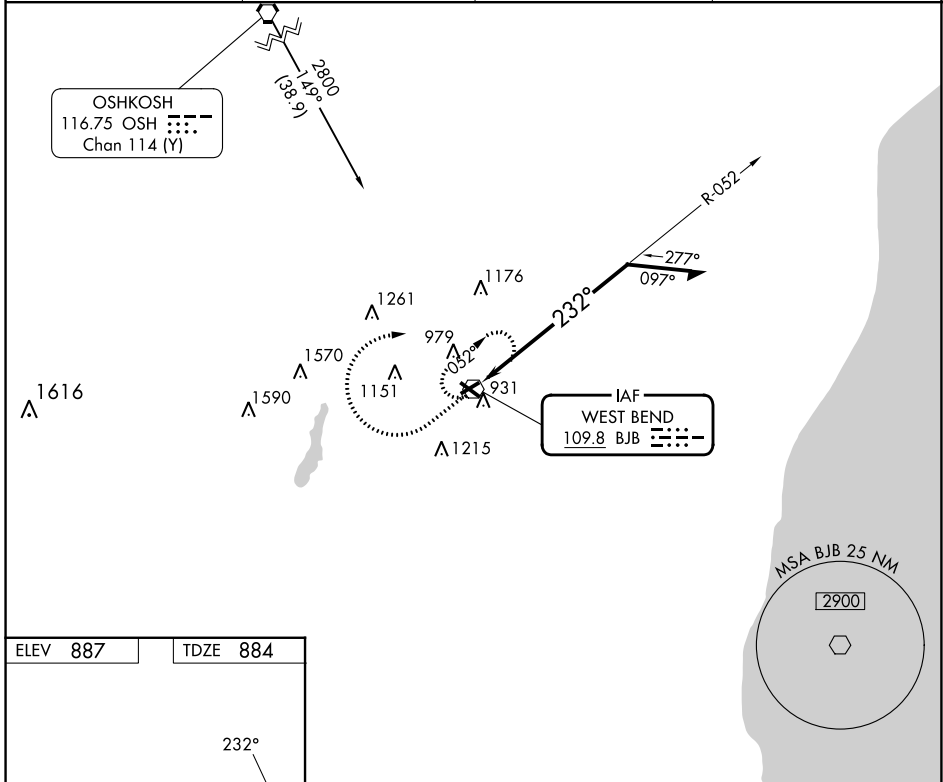 2800
149°
(38.9)
OSHKOSH
116.75 OSH
Chan 114 (Y)
R-052
277°
097°
232°
1176
1261
979
052°
1570
1151
931
1616
1590
IAF
WEST BEND
109.8 BJB
1215
MSA BJB 25 NM
2900
ELEV 887
TDZE 884
232°